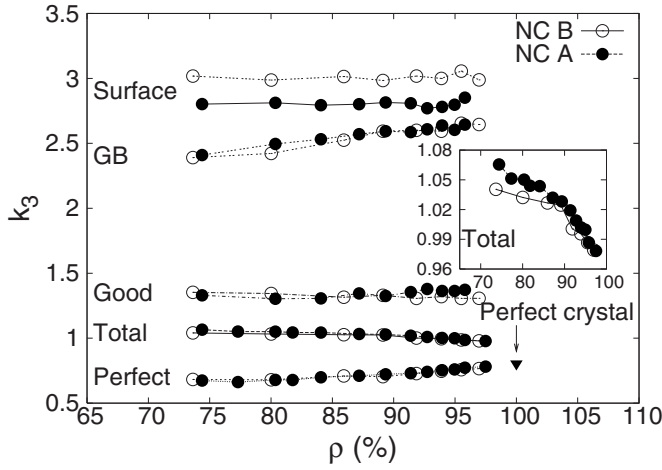 3.5
3
2.5
2
1.5
1
0.5
k3
65
70
75
80
85
90
95
100
105
110
ρ (%)
NC B
NC A
Surface
GB
Good
Total
Perfect
Perfect crystal
1.08
1.05
1.02
0.99
0.96
Total
70
80
90
100